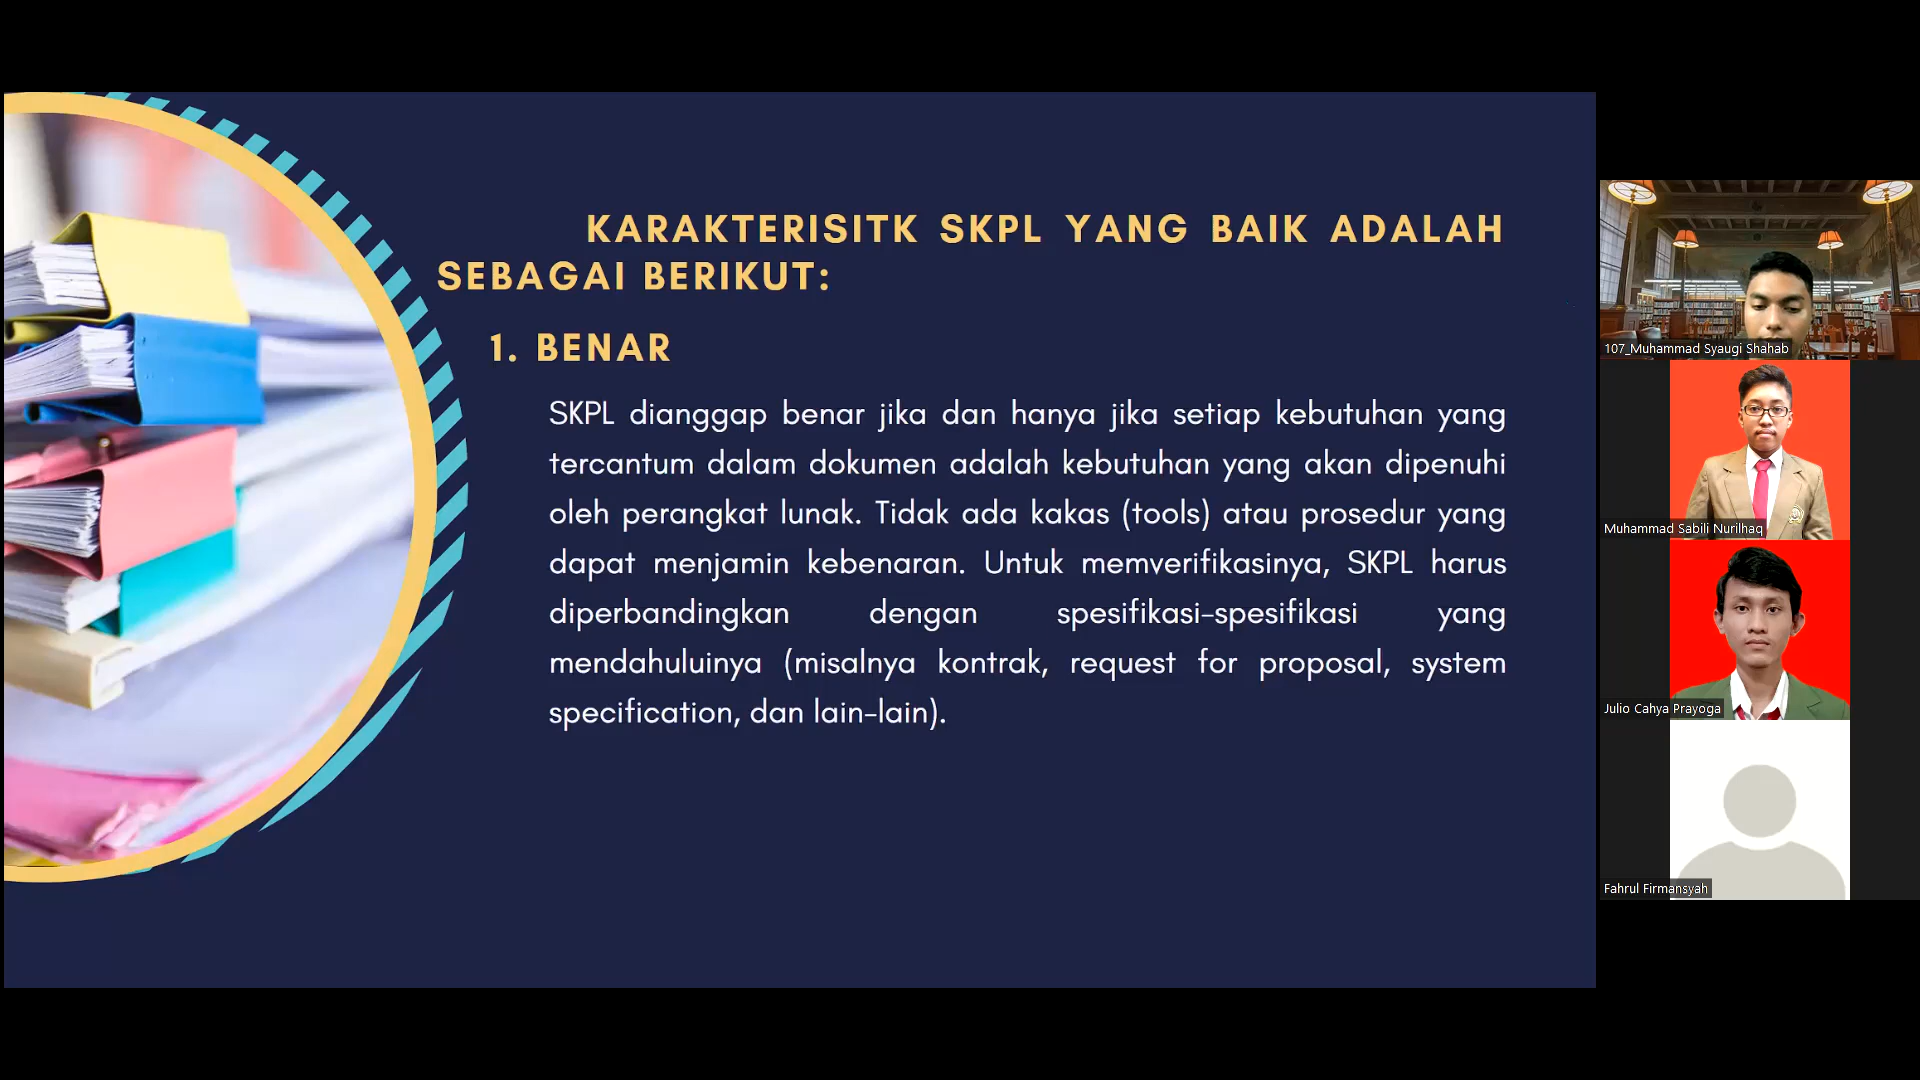 KARAKTERISITK SKPL YANG BAIK ADALAH
SEBAGAI BERIKUT:
1. BENAR
SKPL dianggap benar jika dan hanya jika setiap kebutuhan yang
tercantum dalam dokumen adalah kebutuhan yang akan dipenuhi
oleh perangkat lunak. Tidak ada kakas (tools) atau prosedur yang
dapat menjamin kebenaran. Untuk memverifikasinya, SKPL harus
diperbandingkan dengan spesifikasi-spesifikasi yang
mendahuluinya (misalnya kontrak, request for proposal, system
specification, dan lain-lain).
107_Muhammad Syaugi Shahab
Muhammad Sabili Nurilhaq
Julio Cahya Prayoga
Fahrul Firmansyah